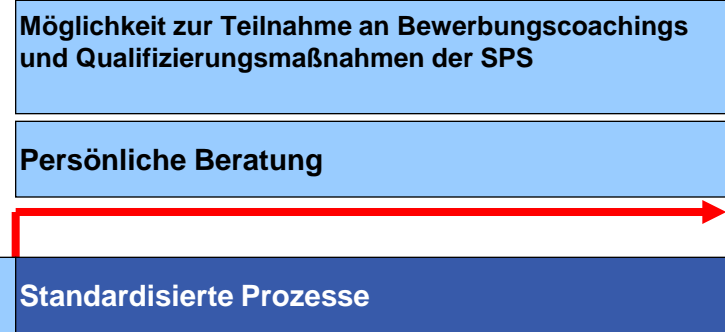 Möglichkeit zur Teilnahme an Bewerbungscoachings
und Qualifizierungsmaßnahmen der SPS
Persönliche Beratung
Standardisierte Prozesse